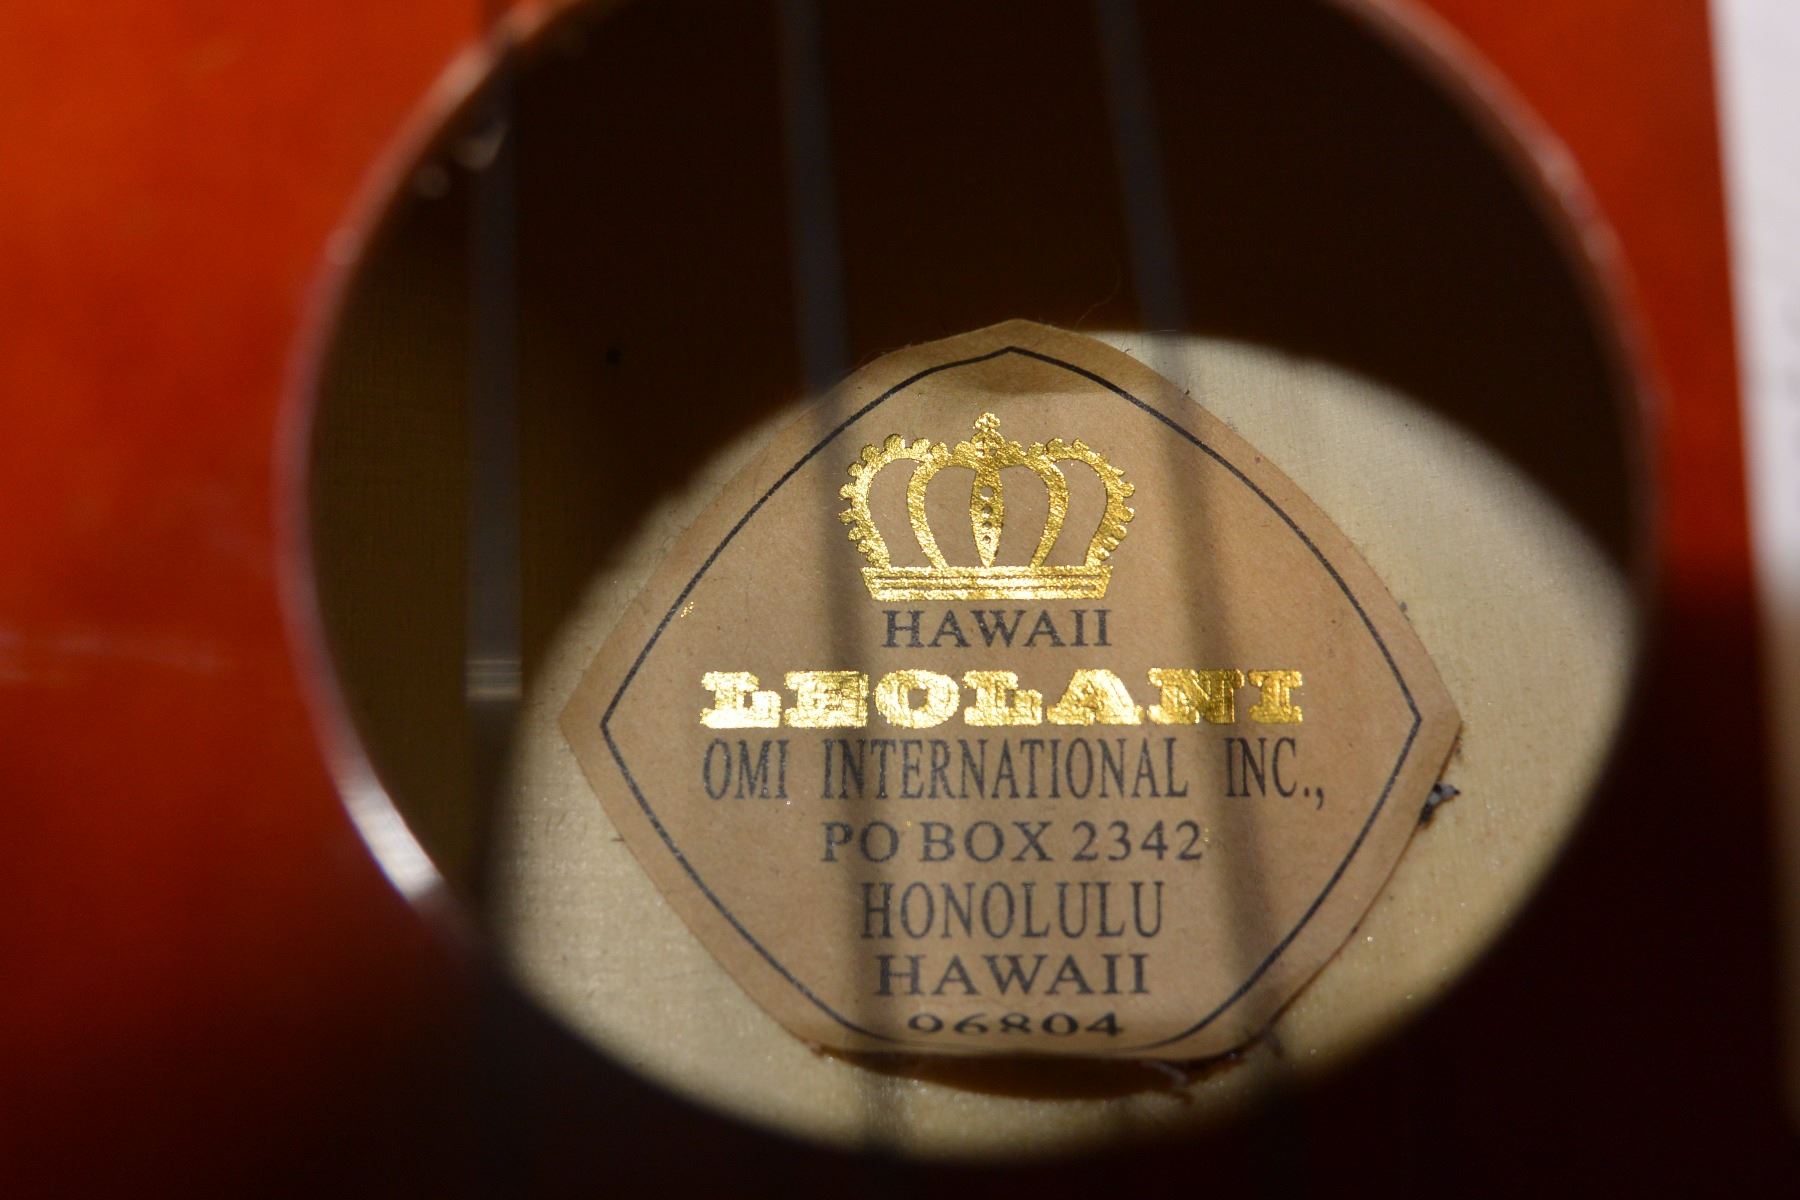 HAWAII
LEOLANI
OMI INTERNATIONAL INC.,
PO BOX 2342
HONOLULU
HAWAII
96804